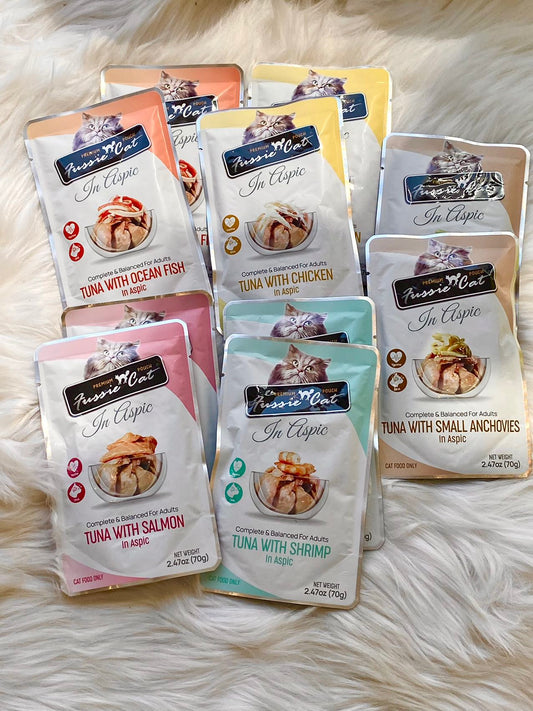 PREMIUM POUCH
Fussie Cat
In Aspic
Complete & Balanced For Adults
TUNA WITH OCEAN FISH
in Aspic
PREMIUM POUCH
Fussie Cat
In Aspic
Complete & Balanced For Adults
TUNA WITH CHICKEN
in Aspic
In Aspic
PREMIUM POUCH
Fussie Cat
In Aspic
Complete & Balanced For Adults
TUNA WITH SMALL ANCHOVIES
in Aspic
CAT FOOD ONLY
NET WEIGHT
2.47oz (70g)
PREMIUM POUCH
Fussie Cat
In Aspic
Complete & Balanced For Adults
TUNA WITH SALMON
in Aspic
CAT FOOD ONLY
NET WEIGHT
2.47oz (70g)
PREMIUM POUCH
Fussie Cat
In Aspic
Complete & Balanced For Adults
TUNA WITH SHRIMP
in Aspic
CAT FOOD ONLY
NET WEIGHT
2.47oz (70g)